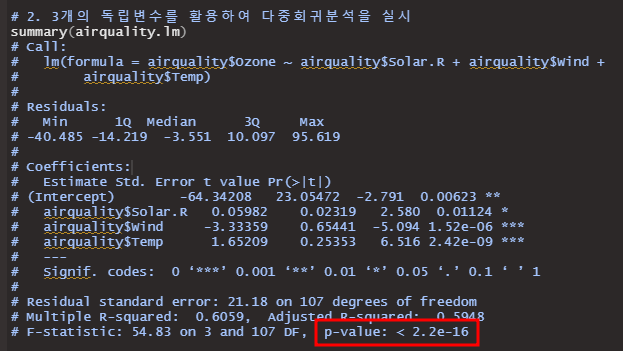 # 2. 3개의 독립변수를 활용하여 다중회귀분석을 실시
summary(airquality.lm)
# Call:
#   lm(formula = airquality$Ozone ~ airquality$Solar.R + airquality$Wind +
#        airquality$Temp)
#
# Residuals:
#   Min      1Q  Median      3Q     Max
# -40.485 -14.219  -3.551  10.097  95.619
#
# Coefficients:
#   Estimate Std. Error t value Pr(>|t|)
# (Intercept)        -64.34208   23.05472  -2.791  0.00623 **
#   airquality$Solar.R   0.05982    0.02319   2.580  0.01124 *
#   airquality$Wind     -3.33359    0.65441  -5.094 1.52e-06 ***
#   airquality$Temp      1.65209    0.25353   6.516 2.42e-09 ***
#   ---
#   Signif. codes:  0 ‘***’ 0.001 ‘**’ 0.01 ‘*’ 0.05 ‘.’ 0.1 ‘ ’ 1
#
# Residual standard error: 21.18 on 107 degrees of freedom
# Multiple R-squared:  0.6059,  Adjusted R-squared:  0.5948
# F-statistic: 54.83 on 3 and 107 DF,  p-value: < 2.2e-16